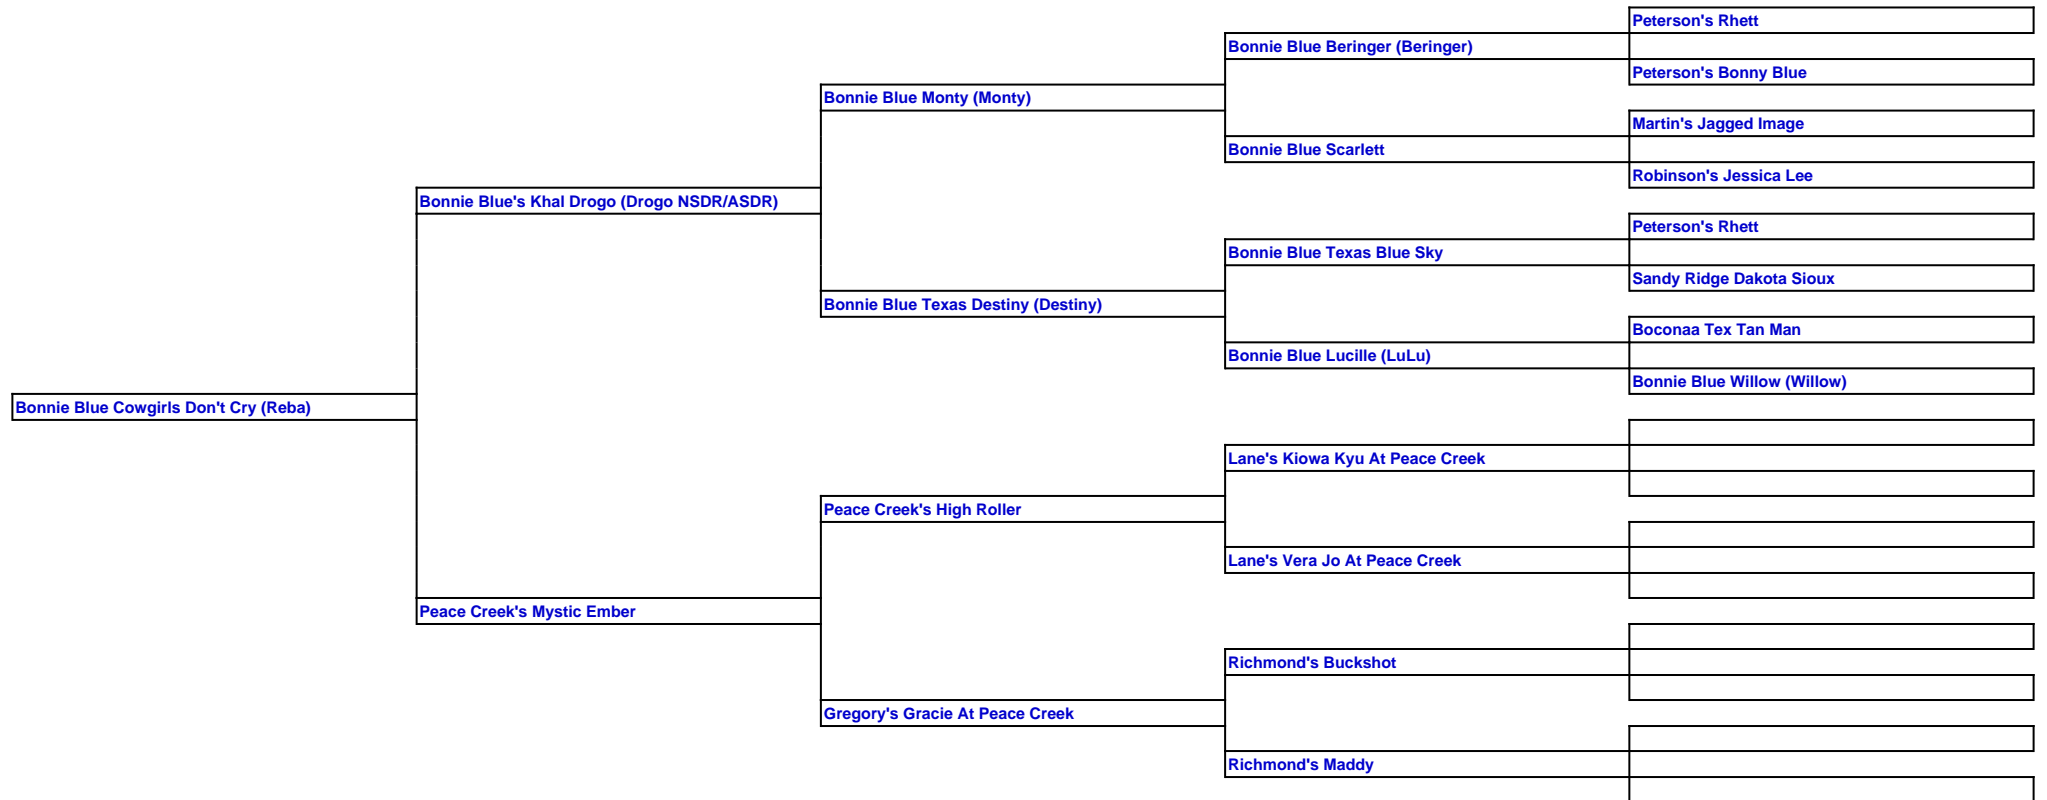 Peterson's Rhett
Bonnie Blue Beringer (Beringer)
Peterson's Bonny Blue
Bonnie Blue Monty (Monty)
Martin's Jagged Image
Bonnie Blue Scarlett
Robinson's Jessica Lee
Bonnie Blue's Khal Drogo (Drogo NSDR/ASDR)
Peterson's Rhett
Bonnie Blue Texas Blue Sky
Sandy Ridge Dakota Sioux
Bonnie Blue Texas Destiny (Destiny)
Boconaa Tex Tan Man
Bonnie Blue Lucille (LuLu)
Bonnie Blue Willow (Willow)
Bonnie Blue Cowgirls Don't Cry (Reba)
Lane's Kiowa Kyu At Peace Creek
Peace Creek's High Roller
Lane's Vera Jo At Peace Creek
Peace Creek's Mystic Ember
Richmond's Buckshot
Gregory's Gracie At Peace Creek
Richmond's Maddy